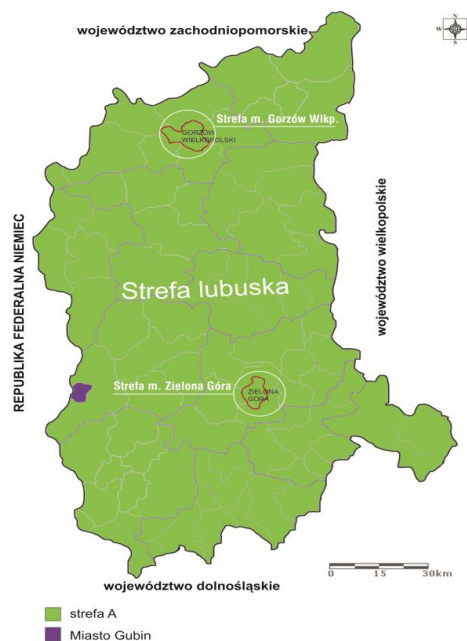 województwo zachodniopomorskie
N
W
E
S
Strefa m. Gorzów Wlkp.
GORZÓW
WIELKOPOLSKI
REPUBLIKA FEDERALNA NIEMIEC
województwo wielkopolskie
Strefa lubuska
Strefa m. Zielona Góra
ZIELONA
GÓRA
0 15 30km
województwo dolnośląskie
strefa A
Miasto Gubin